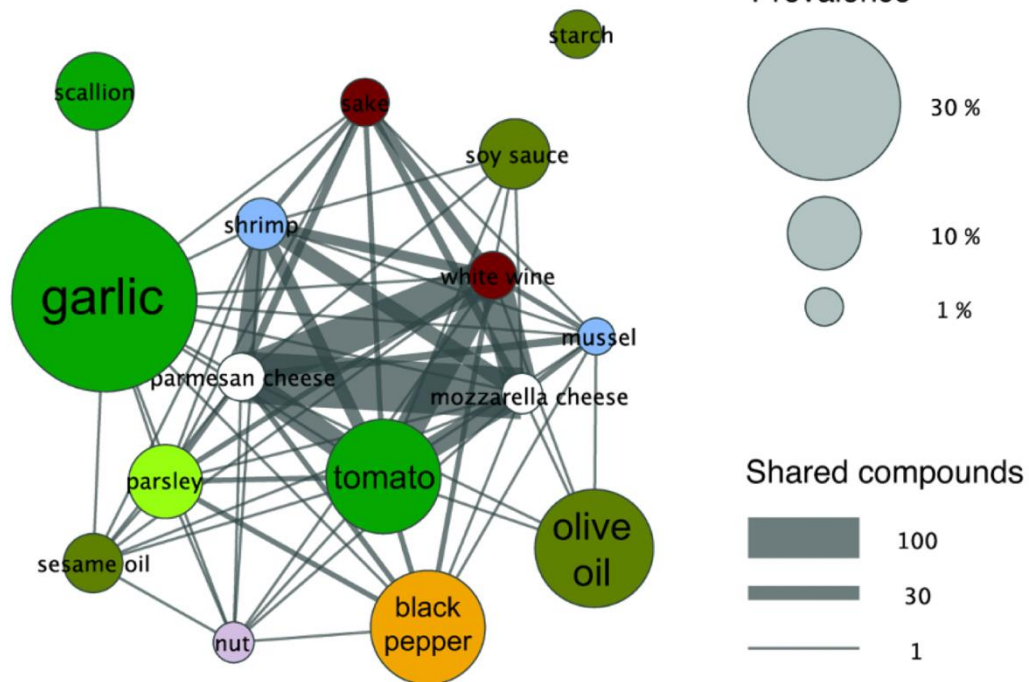 Prevalence
starch
scallion
sake
30 %
soy sauce
shrimp
10 %
white wine
garlic
1 %
mussel
parmesan cheese
mozzarella cheese
tomato
parsley
Shared compounds
olive
oil
100
sesame oil
30
black
pepper
nut
1